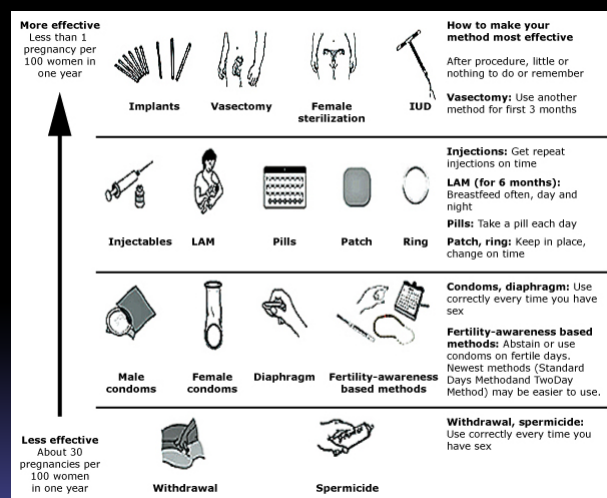 More effective
Less than 1
pregnancy per
100 women in
one year
Implants
Vasectomy
Female
sterilization
IUD
How to make your
method most effective
After procedure, little or
nothing to do or remember
Vasectomy: Use another
method for first 3 months
Injectables
LAM
Pills
Patch
Ring
Injections: Get repeat
injections on time
LAM (for 6 months):
Breastfeed often, day and
night
Pills: Take a pill each day
Patch, ring: Keep in place,
change on time
Male
condoms
Female
condoms
Diaphragm
Fertility-awareness
based methods
Condoms, diaphragm: Use
correctly every time you have
sex
Fertility-awareness based
methods: Abstain or use
condoms on fertile days.
Newest methods (Standard
Days Methodand TwoDay
Method) may be easier to use.
Less effective
About 30
pregnancies per
100 women
in one year
Withdrawal
Spermicide
Withdrawal, spermicide:
Use correctly every time you
have sex